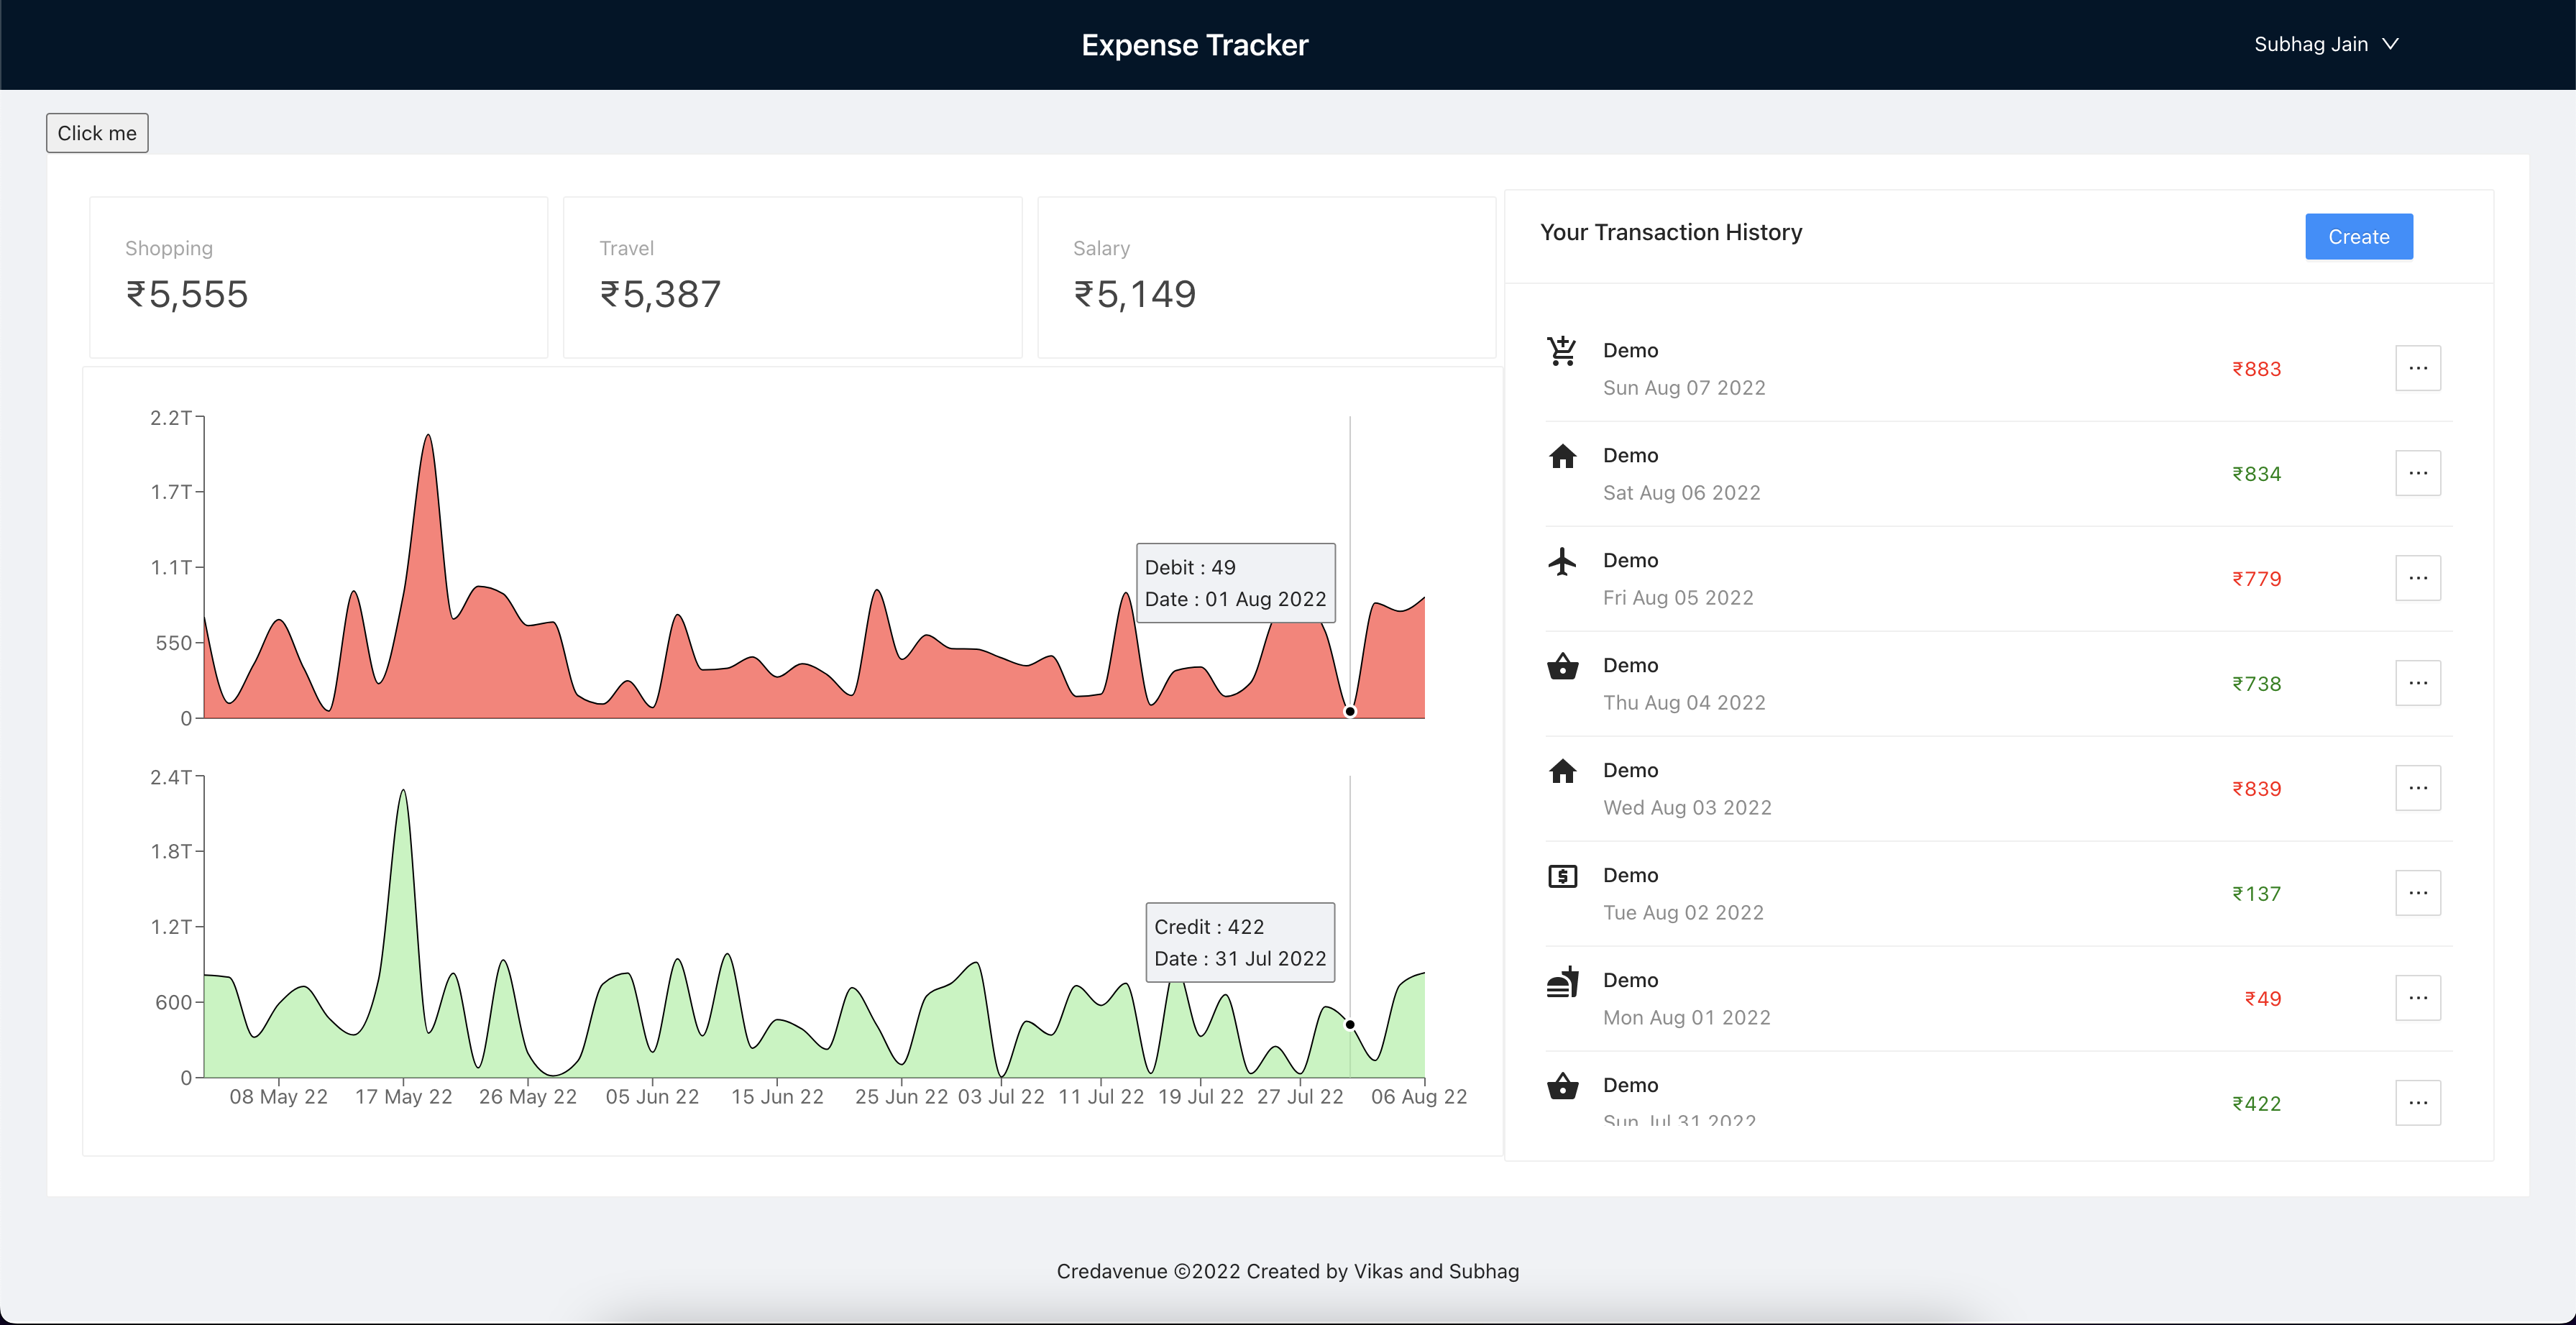 Expense Tracker
Subhag Jain
Click me
Shopping
₹5,555
Travel
₹5,387
Salary
₹5,149
2.2T
1.7T
1.1T
550
0
Debit : 49
Date : 01 Aug 2022
2.4T
1.8T
1.2T
600
0
Credit : 422
Date : 31 Jul 2022
08 May 22 17 May 22 26 May 22 05 Jun 22 15 Jun 22 25 Jun 22 03 Jul 22 11 Jul 22 19 Jul 22 27 Jul 22 06 Aug 22
Your Transaction History
Create
Demo
Sun Aug 07 2022
₹883
Demo
Sat Aug 06 2022
₹834
Demo
Fri Aug 05 2022
₹779
Demo
Thu Aug 04 2022
₹738
Demo
Wed Aug 03 2022
₹839
Demo
Tue Aug 02 2022
₹137
Demo
Mon Aug 01 2022
₹49
Demo
Sun Jul 31 2022
₹422
Credavenue ©2022 Created by Vikas and Subhag